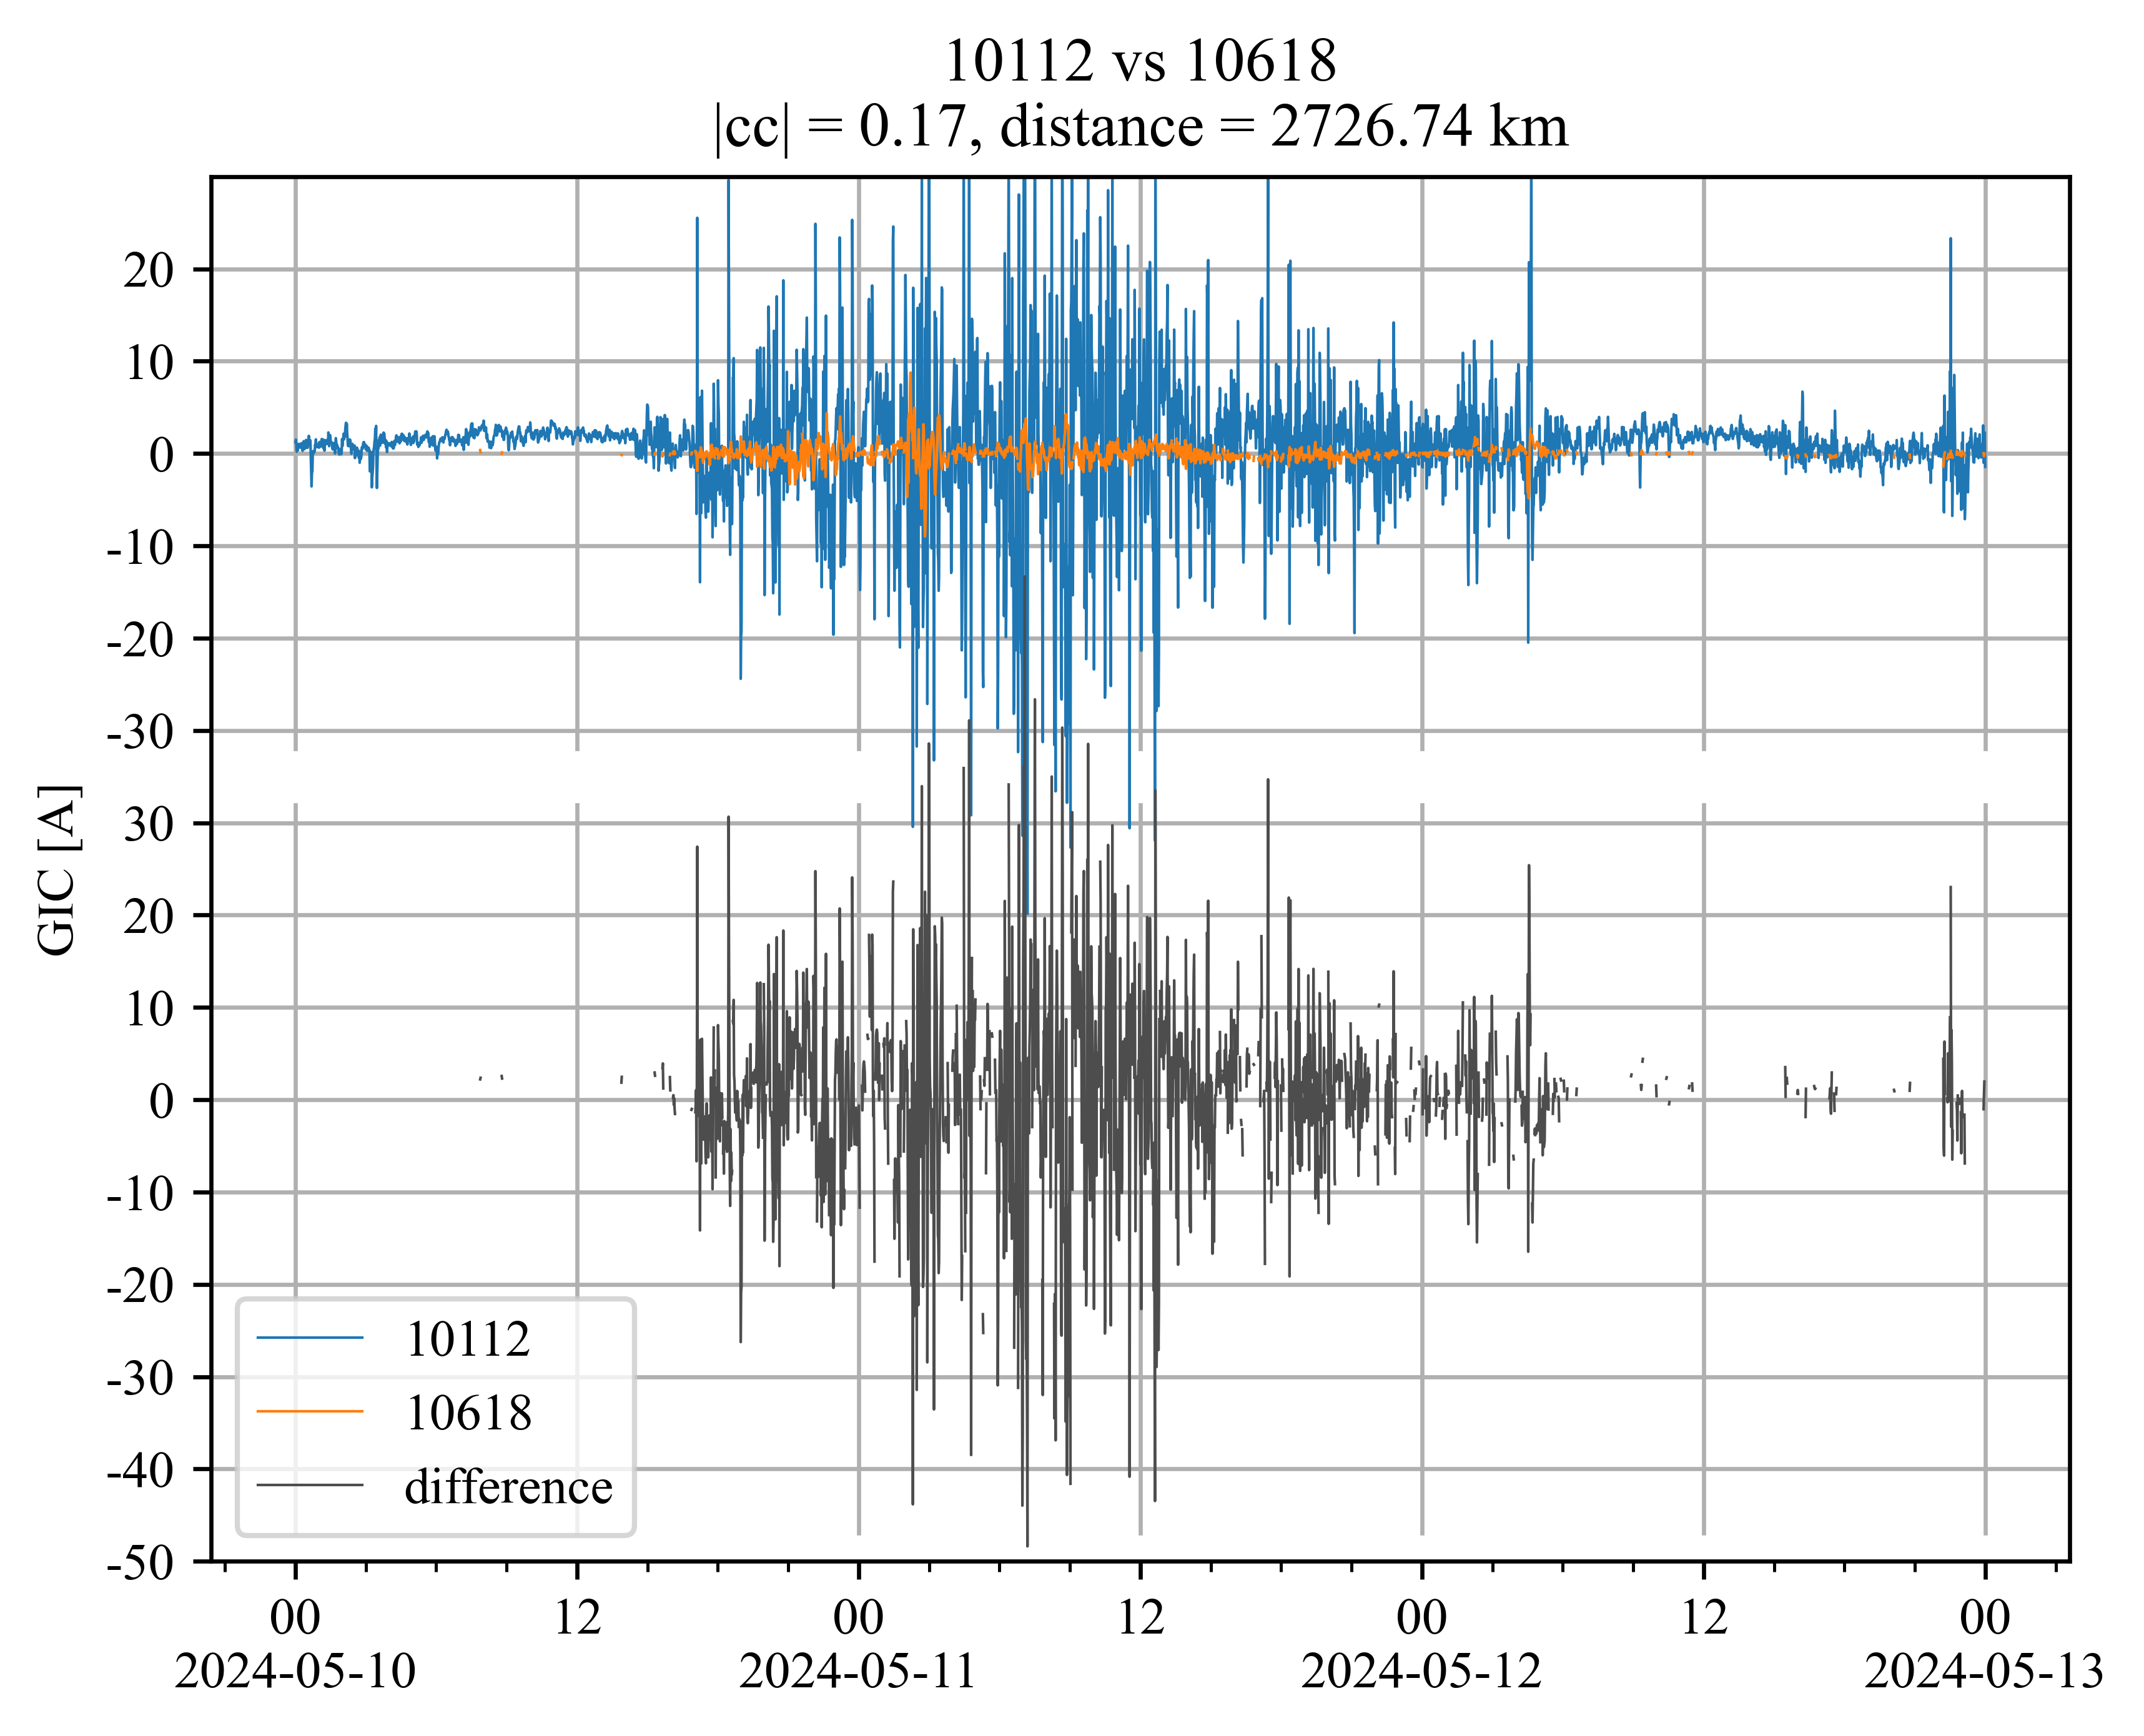 10112 vs 10618
|cc| = 0.17, distance = 2726.74 km
GIC [A]
20
10
0
-10
-20
-30
30
20
10
0
-10
-20
-30
-40
-50
10112
10618
difference
00 12 00 12 00 12 00
2024-05-10 2024-05-11 2024-05-12 2024-05-13